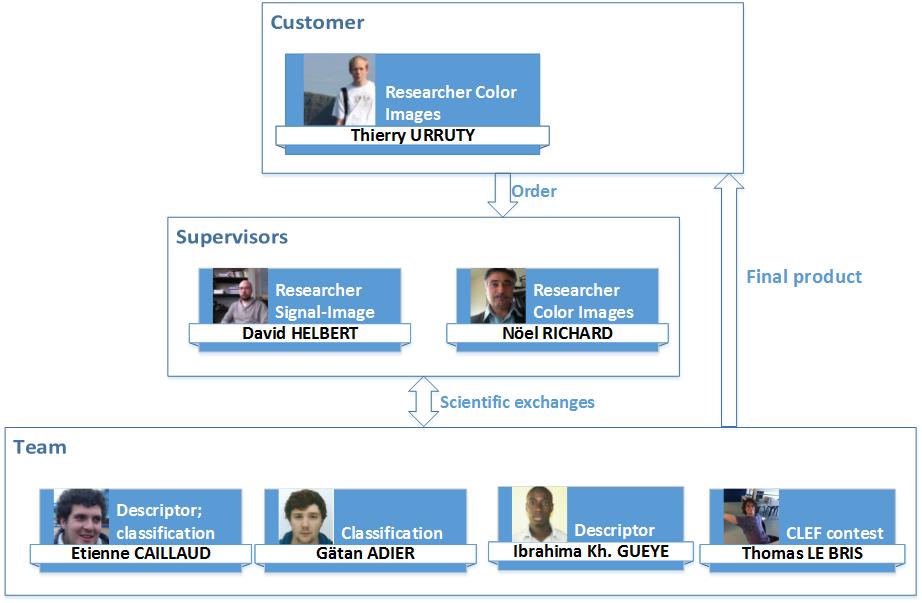 Customer
Researcher Color
Images
Thierry URRUTY
Order
Supervisors
Researcher
Signal-Image
David HELBERT
Researcher
Color Images
Nöel RICHARD
Final product
Scientific exchanges
Team
Descriptor;
classification
Etienne CAILLAUD
Classification
Gätan ADIER
Descriptor
Ibrahima Kh. GUEYE
CLEF contest
Thomas LE BRIS